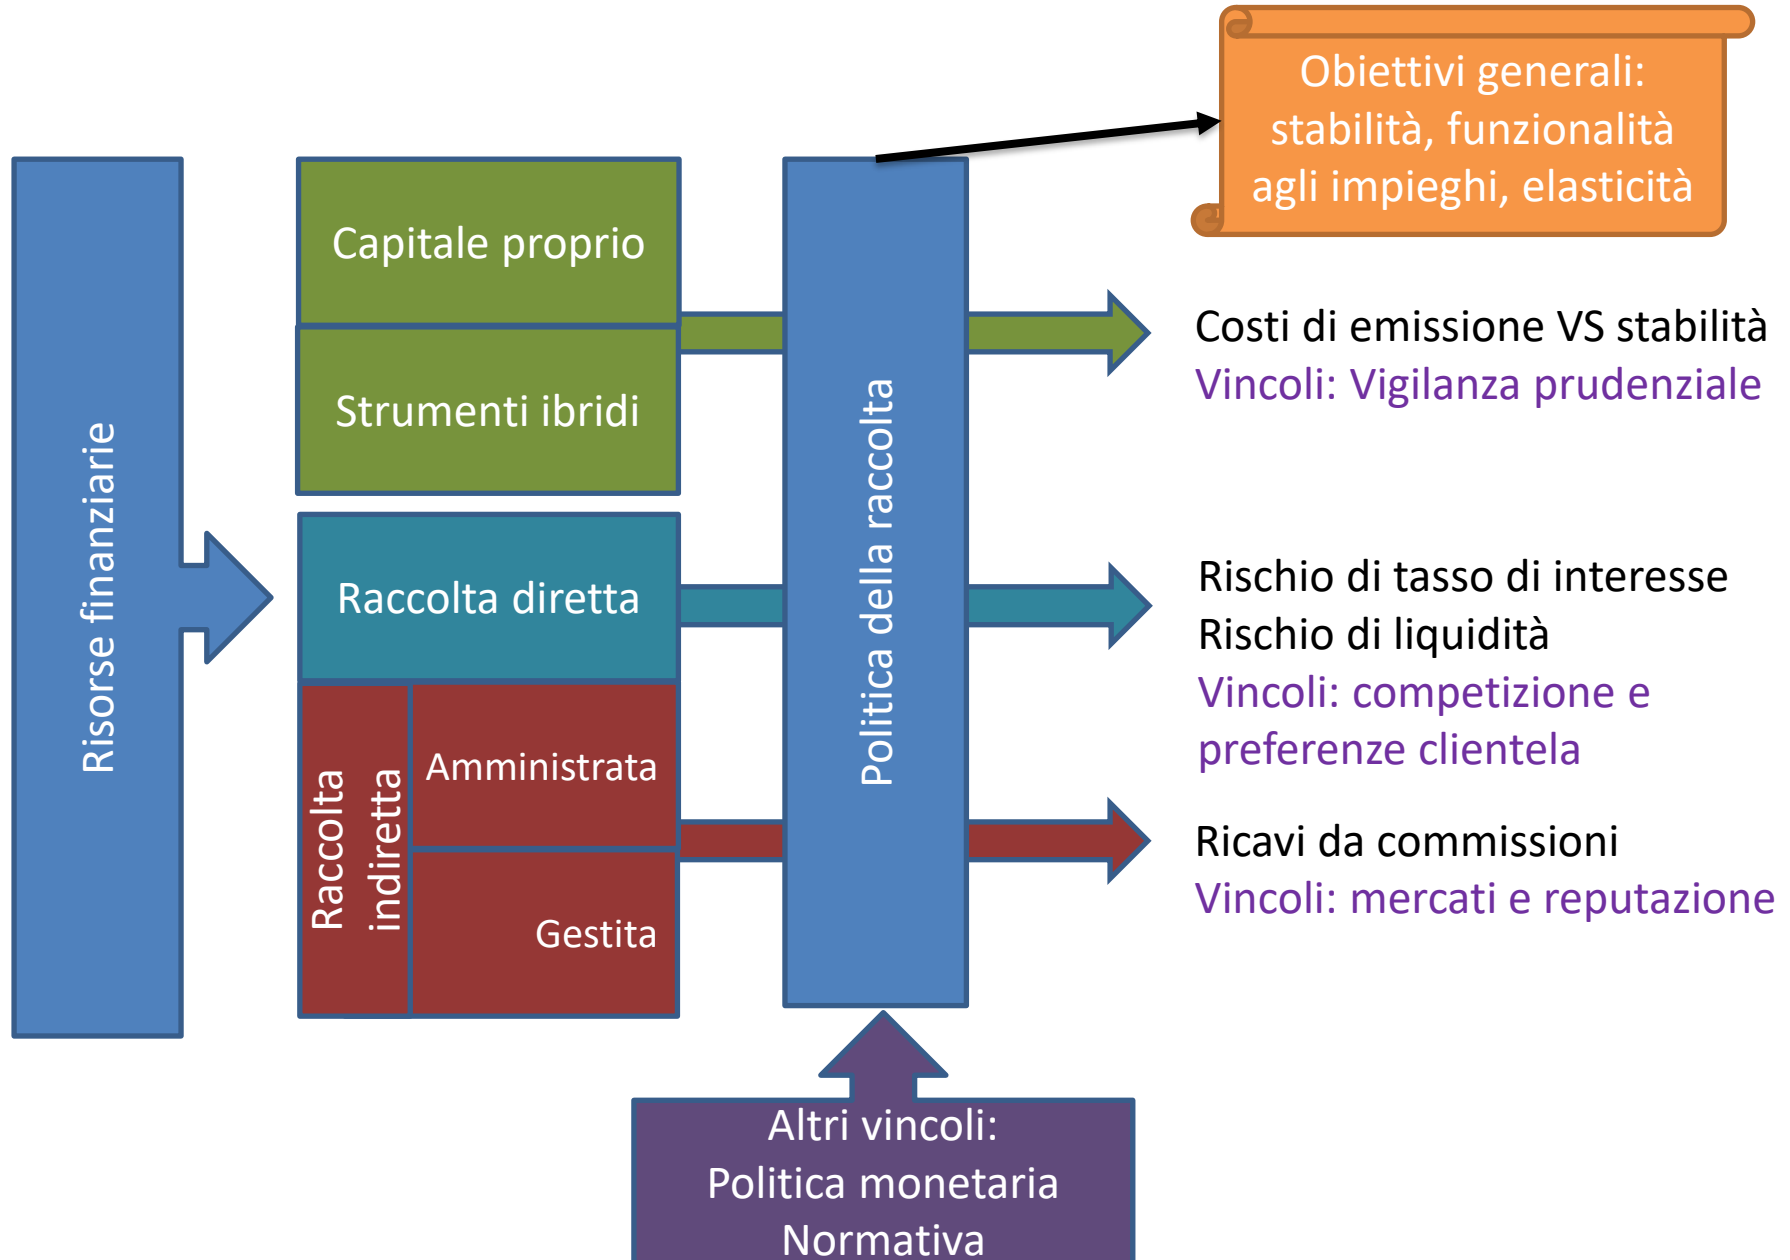 Obiettivi generali:
stabilità, funzionalità
agli impieghi, elasticità
Risorse finanziarie
Capitale proprio
Strumenti ibridi
Raccolta diretta
Raccolta
indiretta
Amministrata
Gestita
Politica della raccolta
Costi di emissione VS stabilità
Vincoli: Vigilanza prudenziale
Rischio di tasso di interesse
Rischio di liquidità
Vincoli: competizione e
preferenze clientela
Ricavi da commissioni
Vincoli: mercati e reputazione
Altri vincoli:
Politica monetaria
Normativa